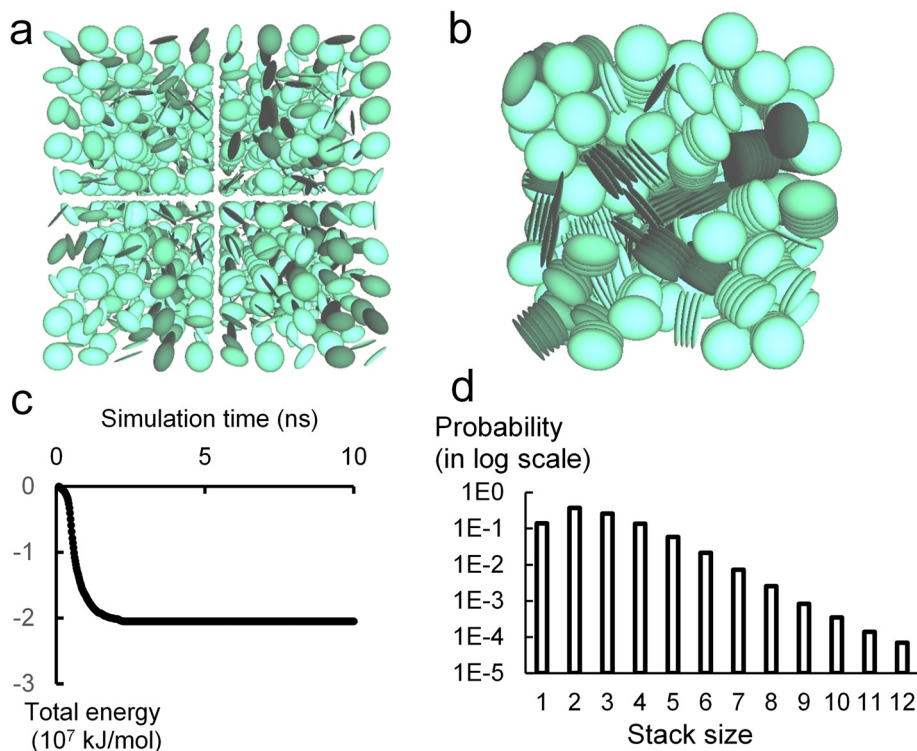 a
b
c
Simulation time (ns)
0 5 10
0
-1
-2
-3
Total energy
(10⁷ kJ/mol)
d
Probability
(in log scale)
1E0
1E-1
1E-2
1E-3
1E-4
1E-5
1 2 3 4 5 6 7 8 9 10 11 12
Stack size